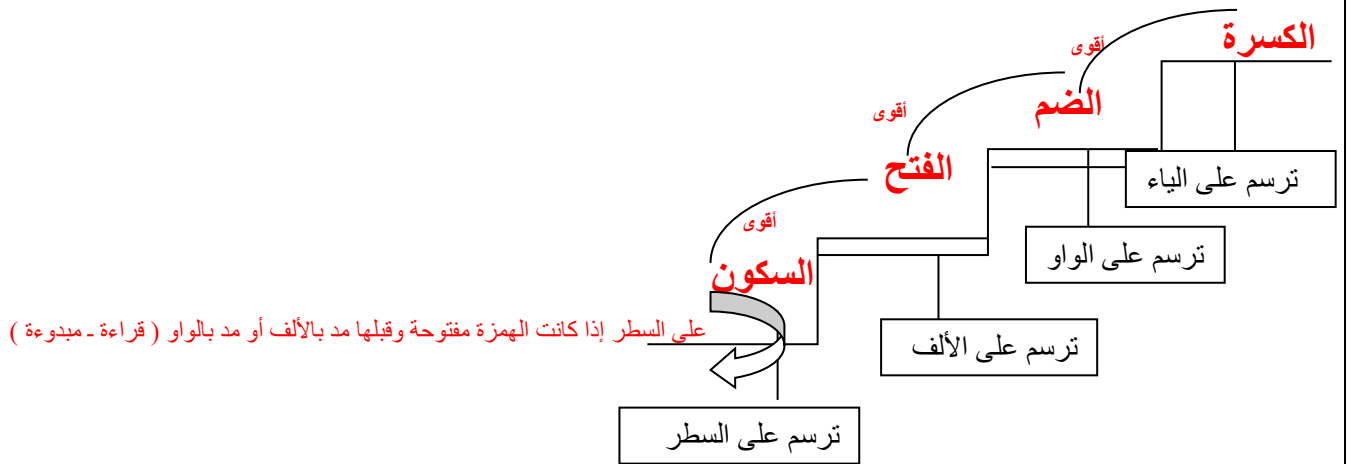 الكسرة
أقوى
الضم
أقوى
ترسم على الياء
الفتح
أقوى
ترسم على الواو
السكون
على السطر إذا كانت الهمزة مفتوحة وقبلها مد بالألف أو مد بالواو ( قراءة ـ مبدوءة )
ترسم على الألف
ترسم على السطر